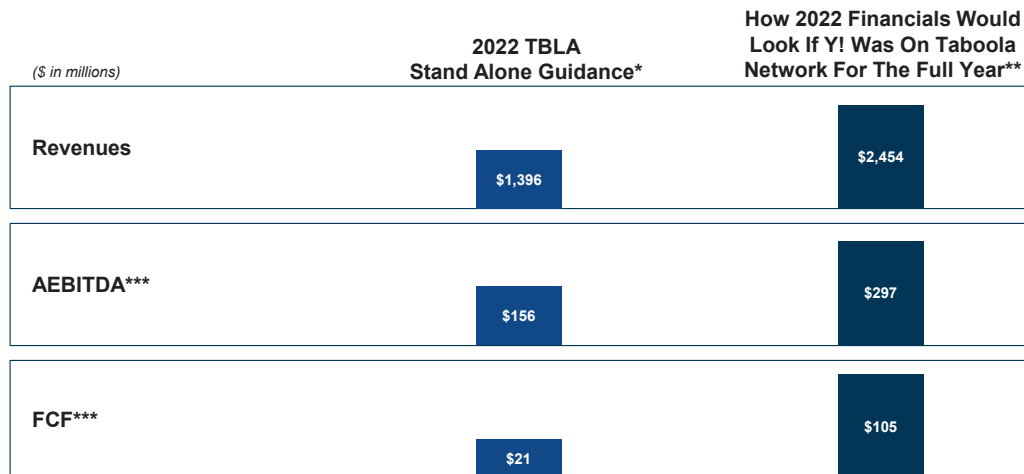 ($ in millions)
2022 TBLA
Stand Alone Guidance*
How 2022 Financials Would
Look If Y! Was On Taboola
Network For The Full Year**
Revenues
$1,396
$2,454
AEBITDA***
$156
$297
FCF***
$21
$105